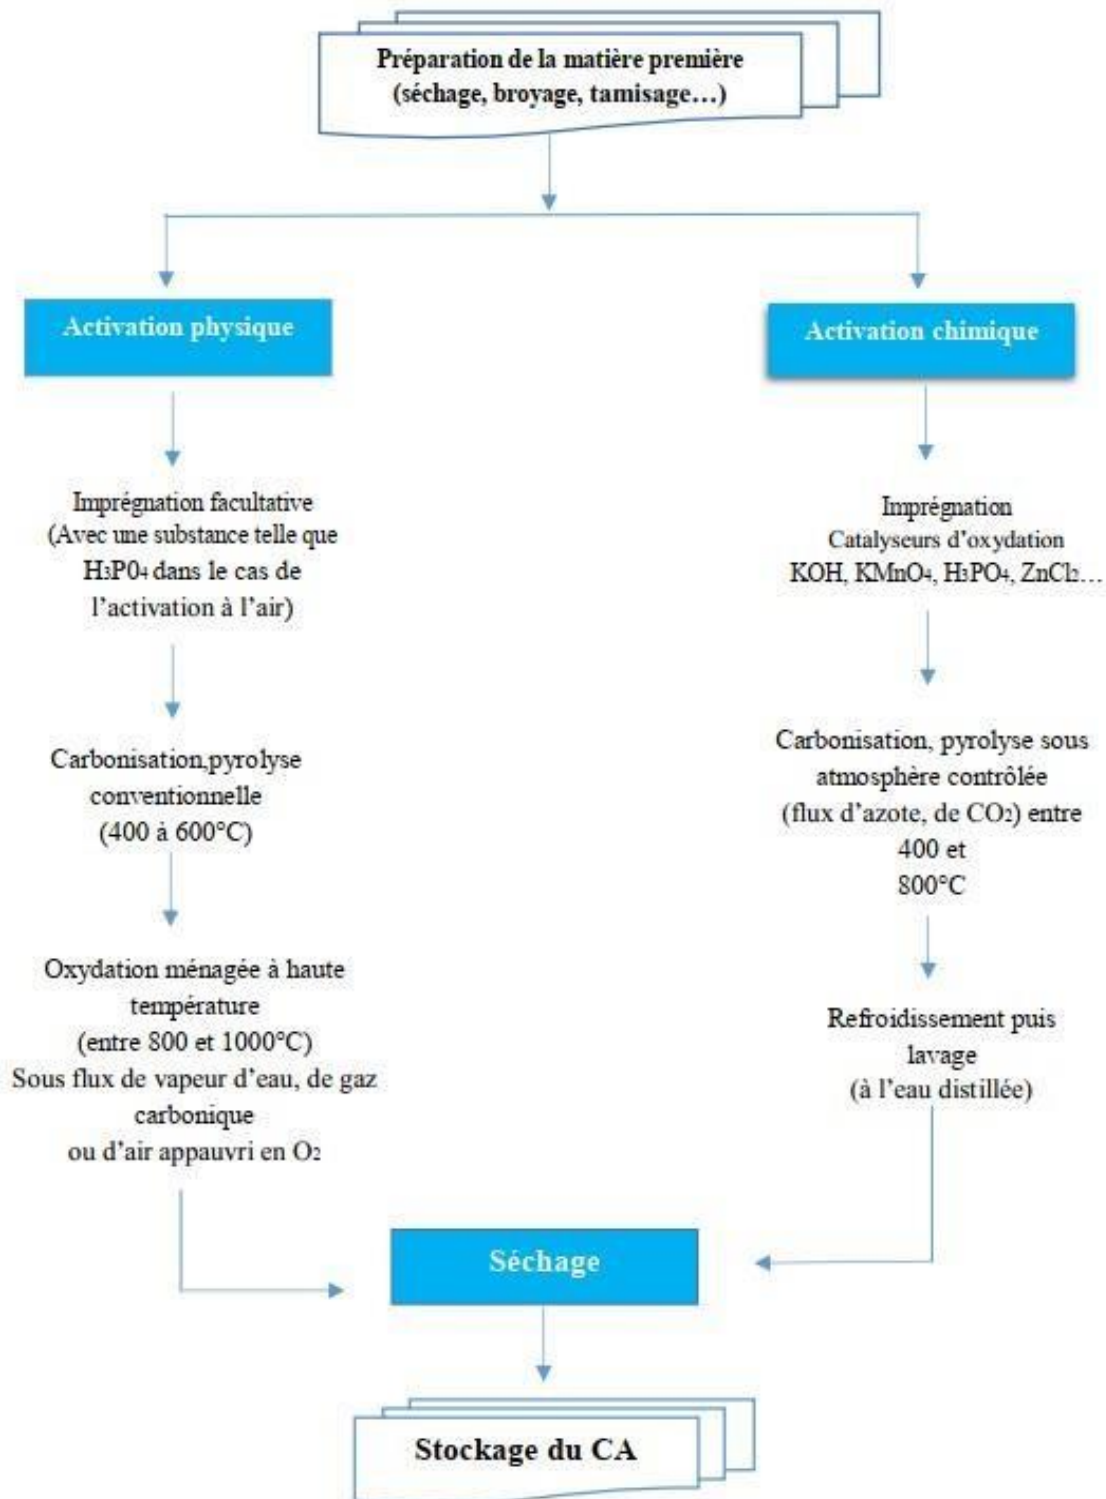 Préparation de la matière première
(séchage, broyage, tamisage…)
Activation physique
Imprégnation facultative
(Avec une substance telle que
H₃P0₄ dans le cas de
l’activation à l’air)
Carbonisation,pyrolyse
conventionnelle
(400 à 600°C)
Oxydation ménagée à haute
température
(entre 800 et 1000°C)
Sous flux de vapeur d’eau, de gaz
carbonique
ou d’air appauvri en O₂
Activation chimique
Imprégnation
Catalyseurs d’oxydation
KOH, KMnO₄, H₃PO₄, ZnCl₂…
Carbonisation, pyrolyse sous
atmosphère contrôlée
(flux d’azote, de CO₂) entre
400 et
800°C
Refroidissement puis
lavage
(à l’eau distillée)
Séchage
Stockage du CA